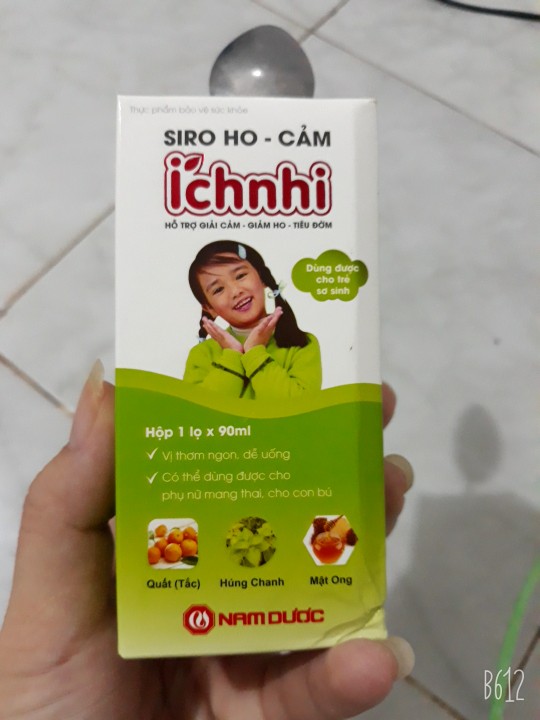 Thực phẩm bảo vệ sức khỏe
SIRO HO - CẢM
ichnhi
HỖ TRỢ GIẢI CẢM - GIẢM HO - TIÊU ĐỜM
Dùng được
cho trẻ
sơ sinh
Hộp 1 lọ x 90ml
Vị thơm ngon, dễ uống
Có thể dùng được cho
phụ nữ mang thai, cho con bú
Quất (Tắc)
Húng Chanh
Mật Ong
NAM DƯỢC
B612